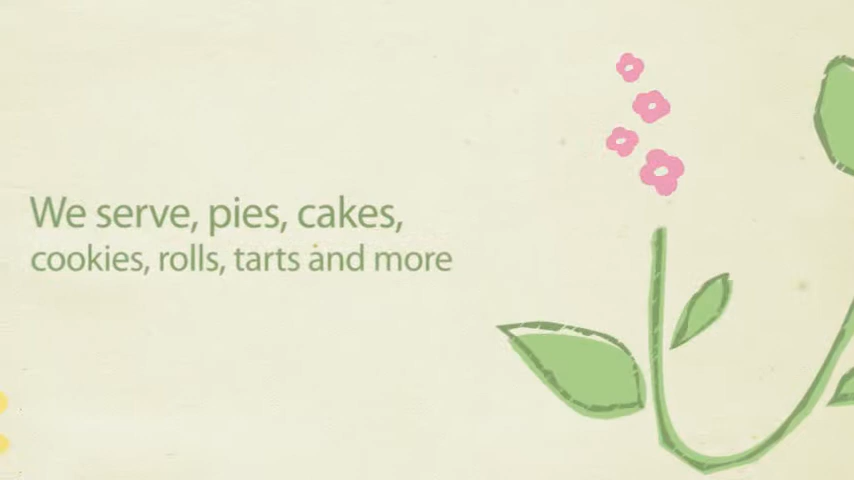 We serve, pies, cakes,
cookies, rolls, tarts and more